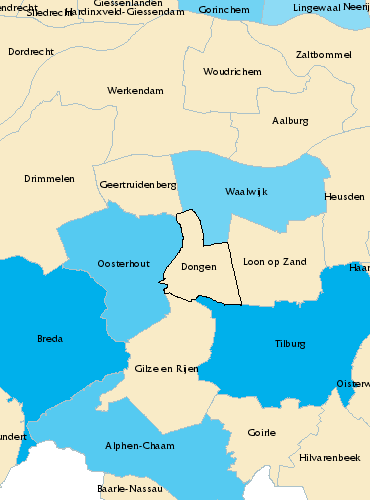 Giessenlanden
endrecht
Sliedrecht
Hardinxveld-Giessendam
Gorinchem
Lingewaal
Neerij
Dordrecht
Zaltbommel
Woudrichem
Werkendam
Aalburg
Drimmelen
Geertruidenberg
Waalwijk
Heusden
Oosterhout
Dongen
Loon op Zand
Haar
Breda
Tilburg
Gilze en Rijen
Oisterw
undert
Goirle
Alphen-Chaam
Hilvarenbeek
Baarle-Nassau